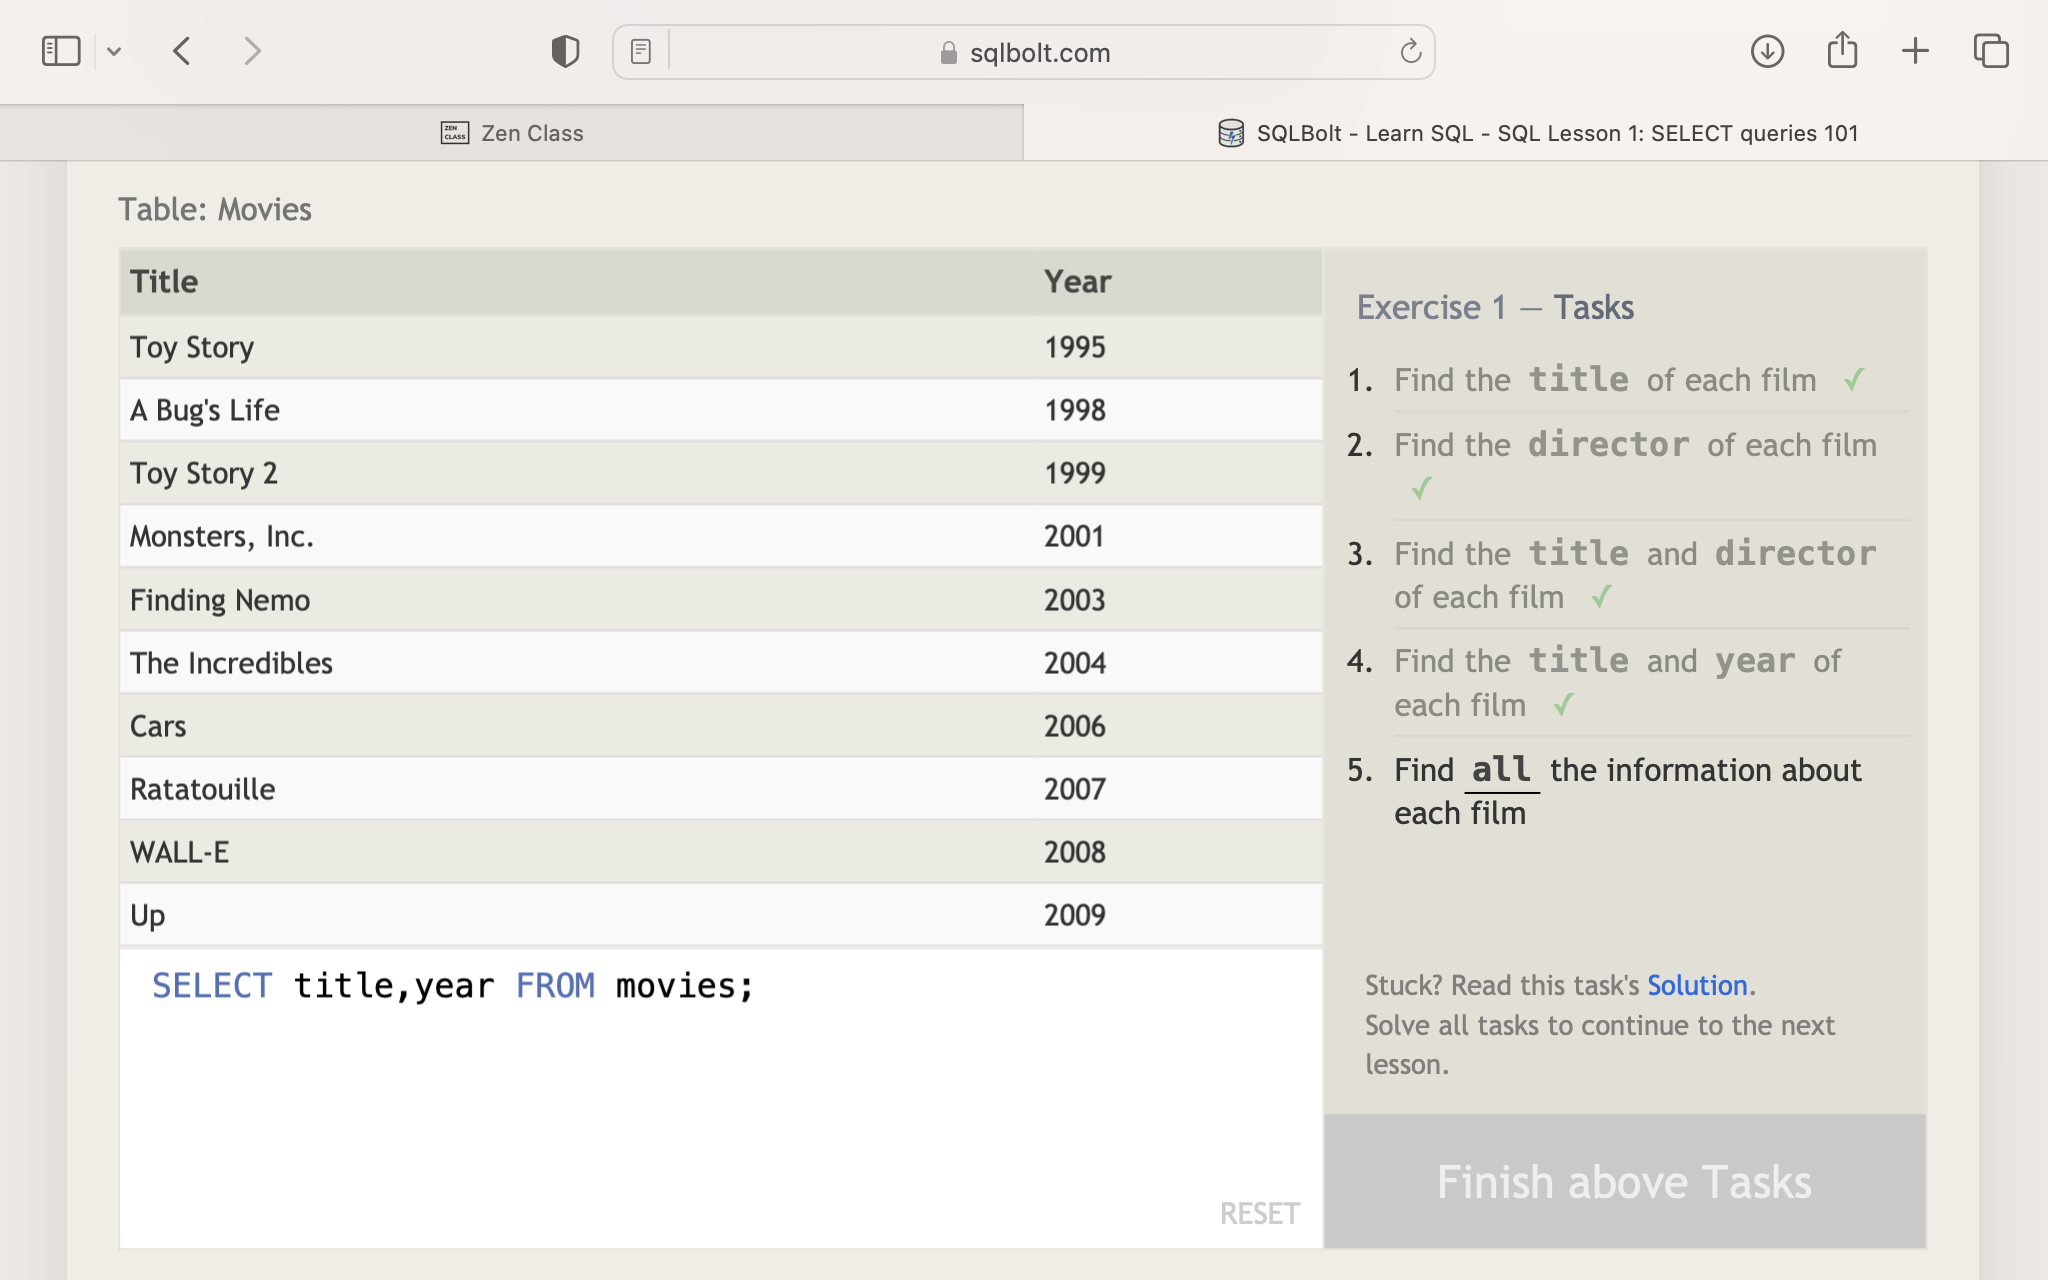 sqlbolt.com
ZEN CLASS Zen Class
SQLBolt - Learn SQL - SQL Lesson 1: SELECT queries 101
Table: Movies
Title Year
Toy Story 1995
A Bug's Life 1998
Toy Story 2 1999
Monsters, Inc. 2001
Finding Nemo 2003
The Incredibles 2004
Cars 2006
Ratatouille 2007
WALL-E 2008
Up 2009
SELECT title,year FROM movies;
RESET
Exercise 1 — Tasks
1. Find the title of each film ✓
2. Find the director of each film
✓
3. Find the title and director
of each film ✓
4. Find the title and year of
each film ✓
5. Find all the information about
each film
Stuck? Read this task's Solution.
Solve all tasks to continue to the next
lesson.
Finish above Tasks